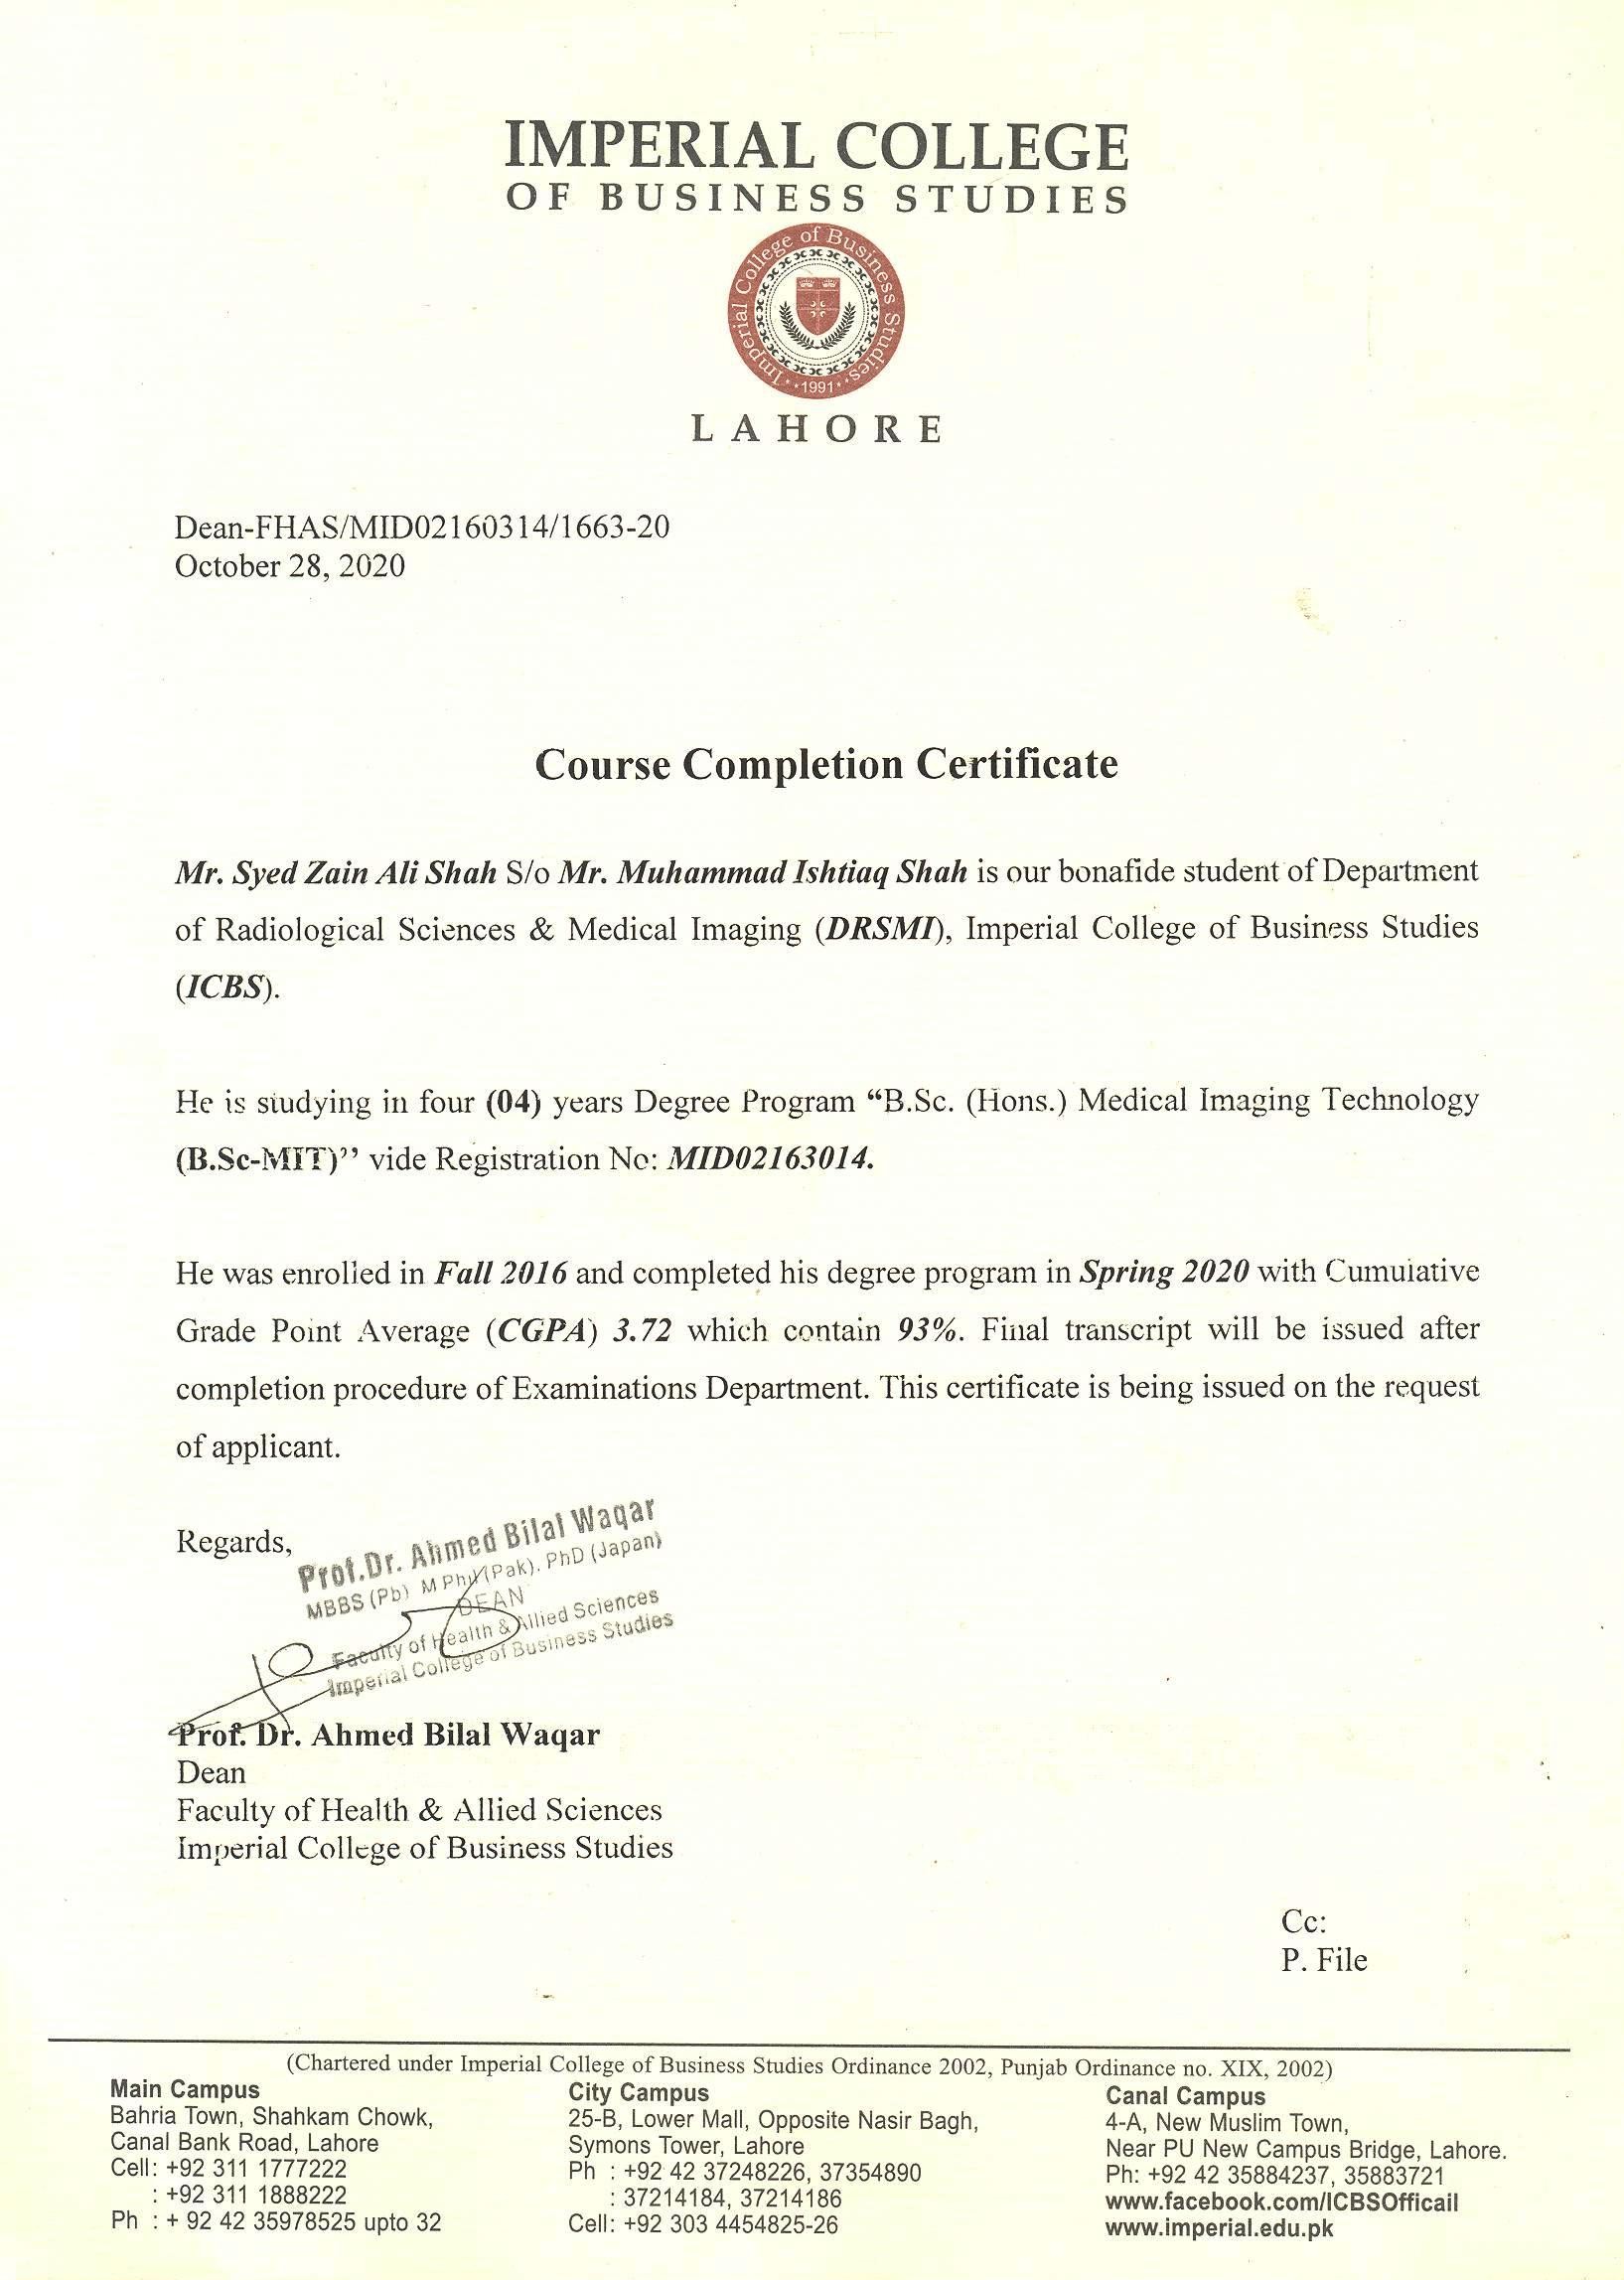 IMPERIAL COLLEGE
OF BUSINESS STUDIES
Imperial College of Business Studies
1991
LAHORE
Dean-FHAS/MID02160314/1663-20
October 28, 2020
Course Completion Certificate
Mr. Syed Zain Ali Shah S/o Mr. Muhammad Ishtiaq Shah is our bonafide student of Department
of Radiological Sciences & Medical Imaging (DRSMI), Imperial College of Business Studies
(ICBS).
He is studying in four (04) years Degree Program “B.Sc. (Hons.) Medical Imaging Technology
(B.Sc-MIT)’’ vide Registration No: MID02163014.
He was enrolled in Fall 2016 and completed his degree program in Spring 2020 with Cumulative
Grade Point Average (CGPA) 3.72 which contain 93%. Final transcript will be issued after
completion procedure of Examinations Department. This certificate is being issued on the request
of applicant.
Regards,
Prof.Dr. Ahmed Bilal Waqar
MBBS (Pb) M Phil (Pak). PhD (Japan)
DEAN
Faculty of Health & Allied Sciences
Imperial College of Business Studies
Prof. Dr. Ahmed Bilal Waqar
Dean
Faculty of Health & Allied Sciences
Imperial College of Business Studies
Cc:
P. File
(Chartered under Imperial College of Business Studies Ordinance 2002, Punjab Ordinance no. XIX, 2002)
Main Campus
Bahria Town, Shahkam Chowk,
Canal Bank Road, Lahore
Cell: +92 311 1777222
: +92 311 1888222
Ph : + 92 42 35978525 upto 32
City Campus
25-B, Lower Mall, Opposite Nasir Bagh,
Symons Tower, Lahore
Ph : +92 42 37248226, 37354890
: 37214184, 37214186
Cell: +92 303 4454825-26
Canal Campus
4-A, New Muslim Town,
Near PU New Campus Bridge, Lahore.
Ph: +92 42 35884237, 35883721
www.facebook.com/ICBSOfficail
www.imperial.edu.pk